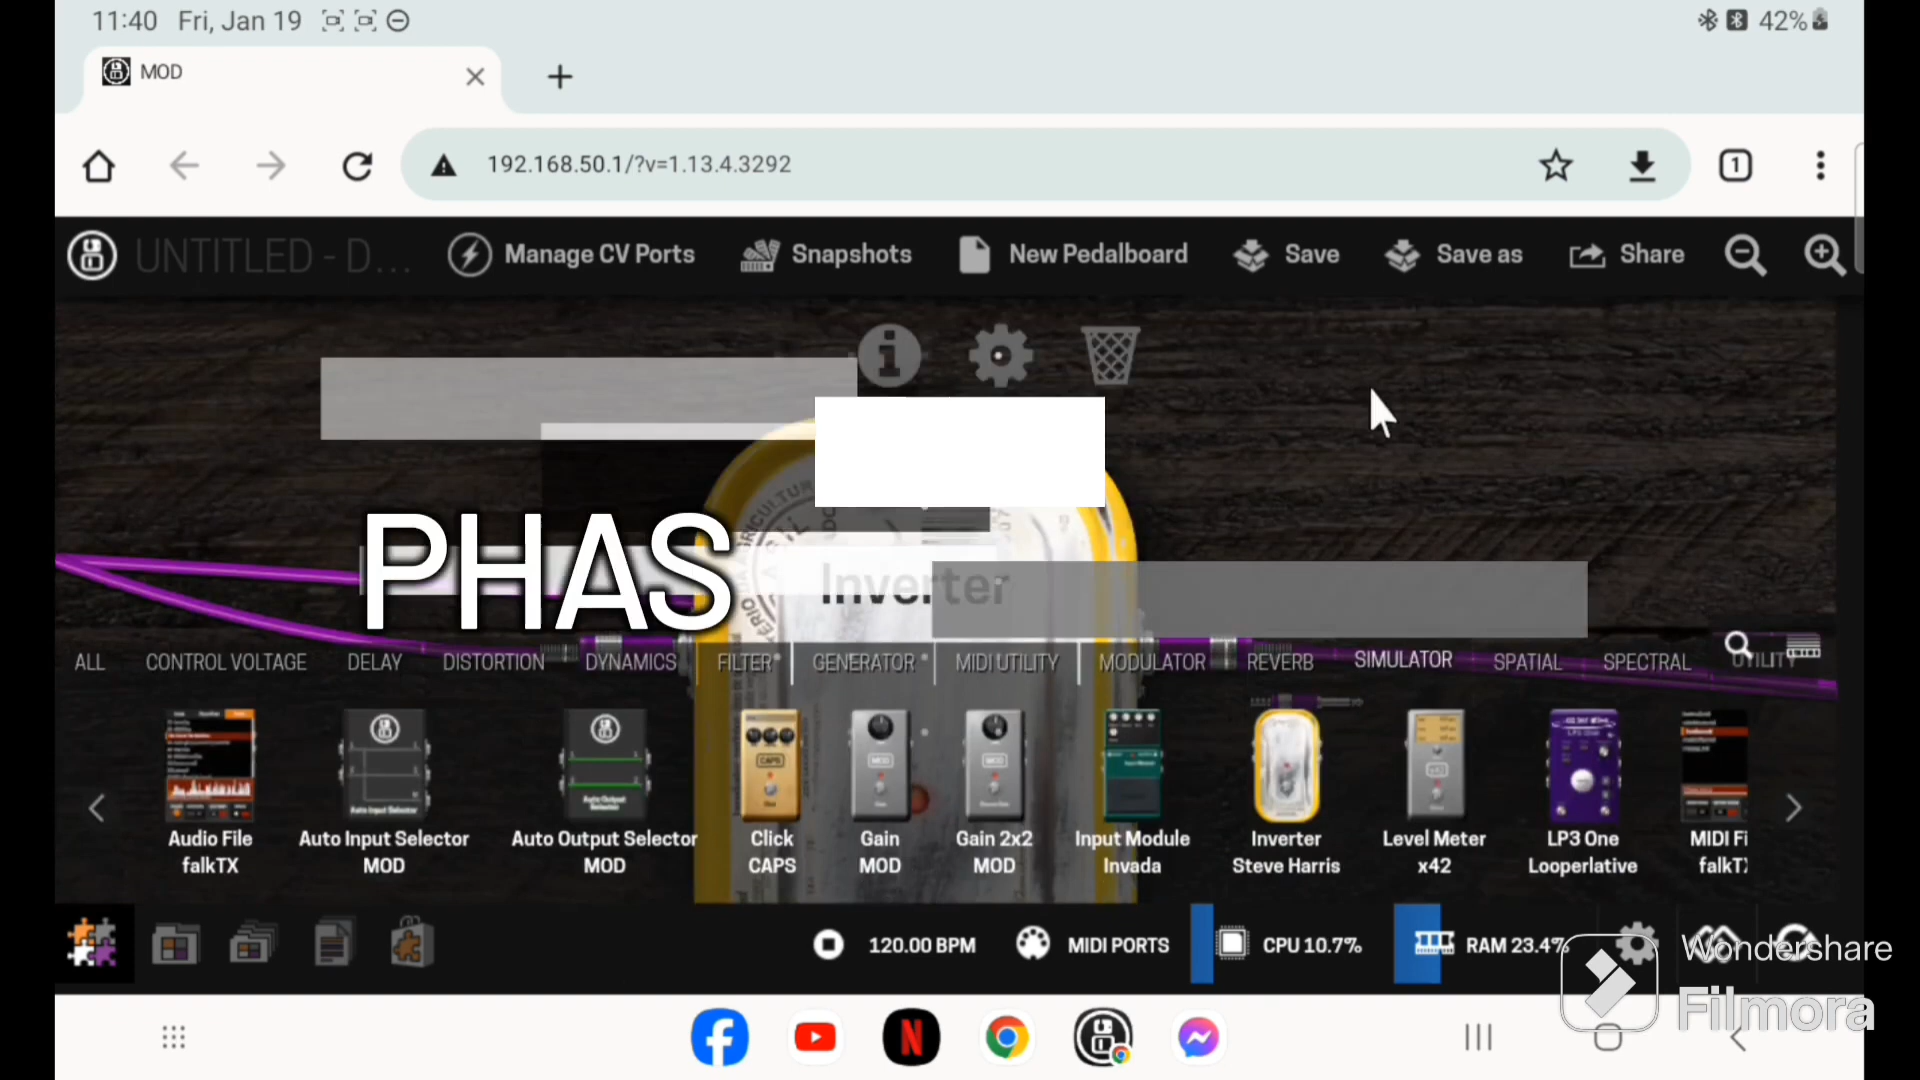 11:40 Fri, Jan 19
42%
MOD
192.168.50.1/?v=1.13.4.3292
1
UNTITLED - D...
Manage CV Ports
Snapshots
New Pedalboard
Save
Save as
Share
PHAS
Inverter
ALL
CONTROL VOLTAGE
DELAY
DISTORTION
DYNAMICS
FILTER
GENERATOR
MIDI UTILITY
MODULATOR
REVERB
SIMULATOR
SPATIAL
SPECTRAL
UTILITY
Audio File
falkTX
Auto Input Selector
MOD
Auto Output Selector
MOD
Click
CAPS
Gain
MOD
Gain 2x2
MOD
Input Module
Invada
Inverter
Steve Harris
Level Meter
x42
LP3 One
Looperlative
MIDI Fi
falkT
120.00 BPM
MIDI PORTS
CPU 10.7%
RAM 23.4%
Wondershare
Filmora